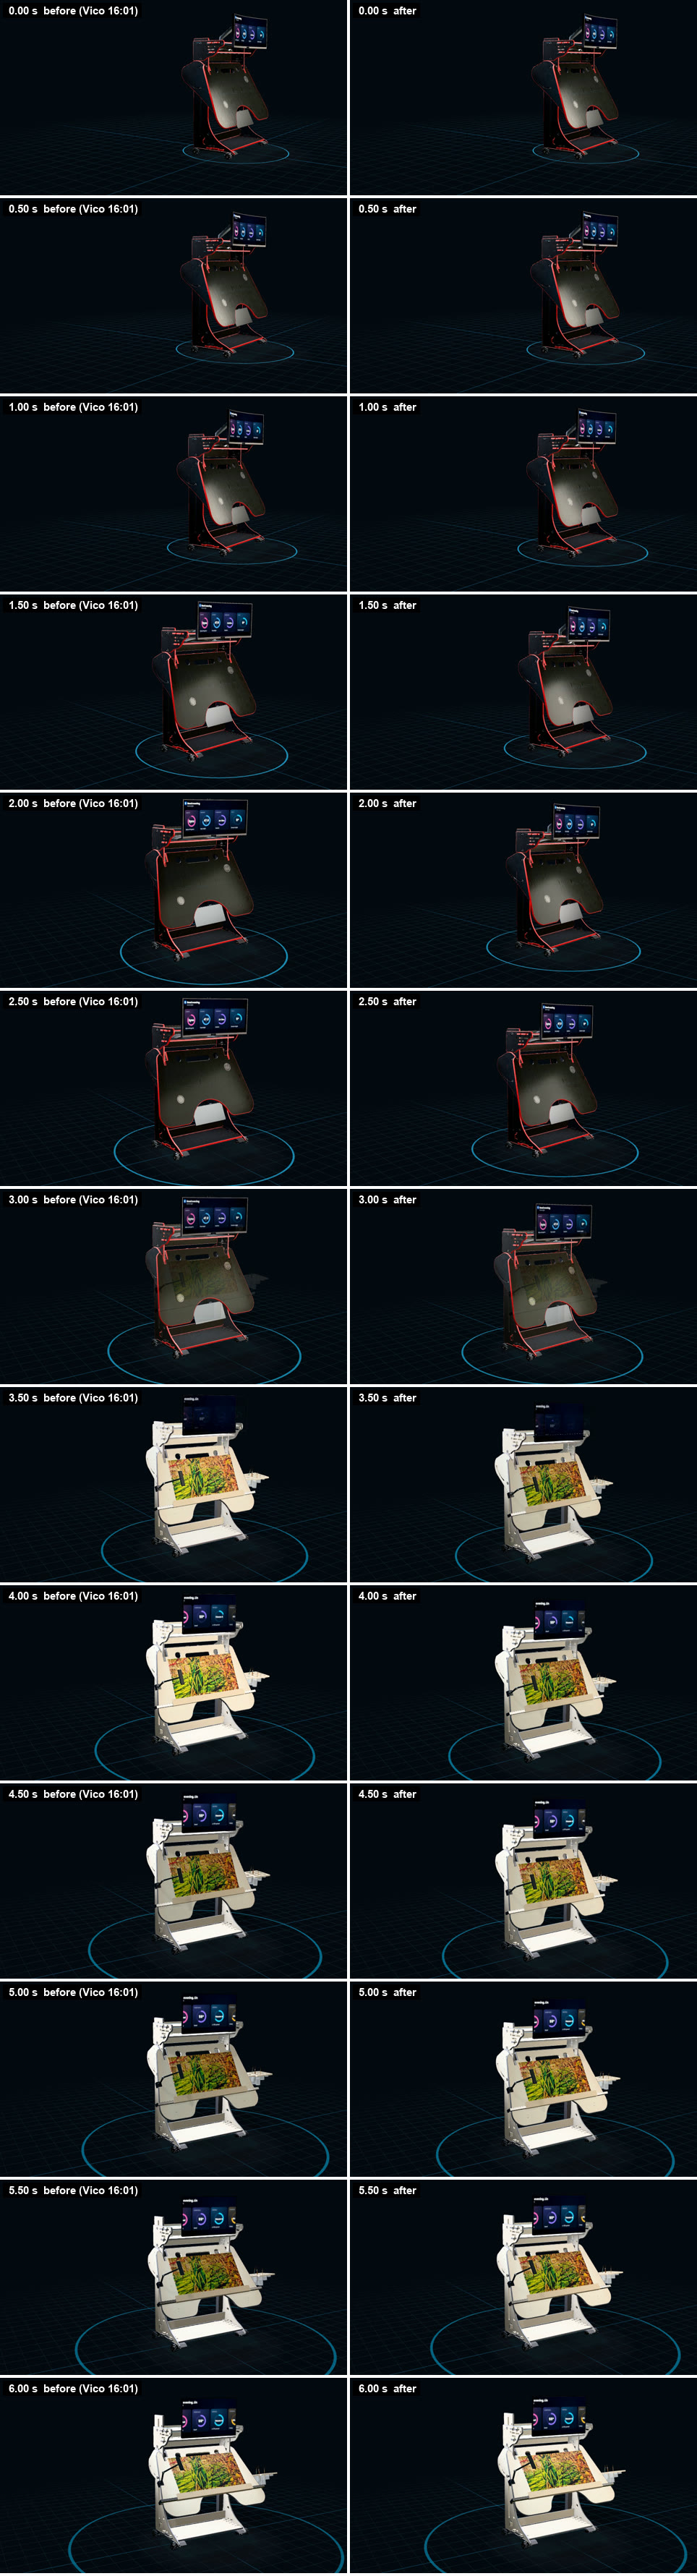 0.00 s  before (Vico 16:01)
0.00 s  after
0.50 s  before (Vico 16:01)
0.50 s  after
1.00 s  before (Vico 16:01)
1.00 s  after
1.50 s  before (Vico 16:01)
1.50 s  after
2.00 s  before (Vico 16:01)
2.00 s  after
2.50 s  before (Vico 16:01)
2.50 s  after
3.00 s  before (Vico 16:01)
3.00 s  after
3.50 s  before (Vico 16:01)
3.50 s  after
4.00 s  before (Vico 16:01)
4.00 s  after
4.50 s  before (Vico 16:01)
4.50 s  after
5.00 s  before (Vico 16:01)
5.00 s  after
5.50 s  before (Vico 16:01)
5.50 s  after
6.00 s  before (Vico 16:01)
6.00 s  after